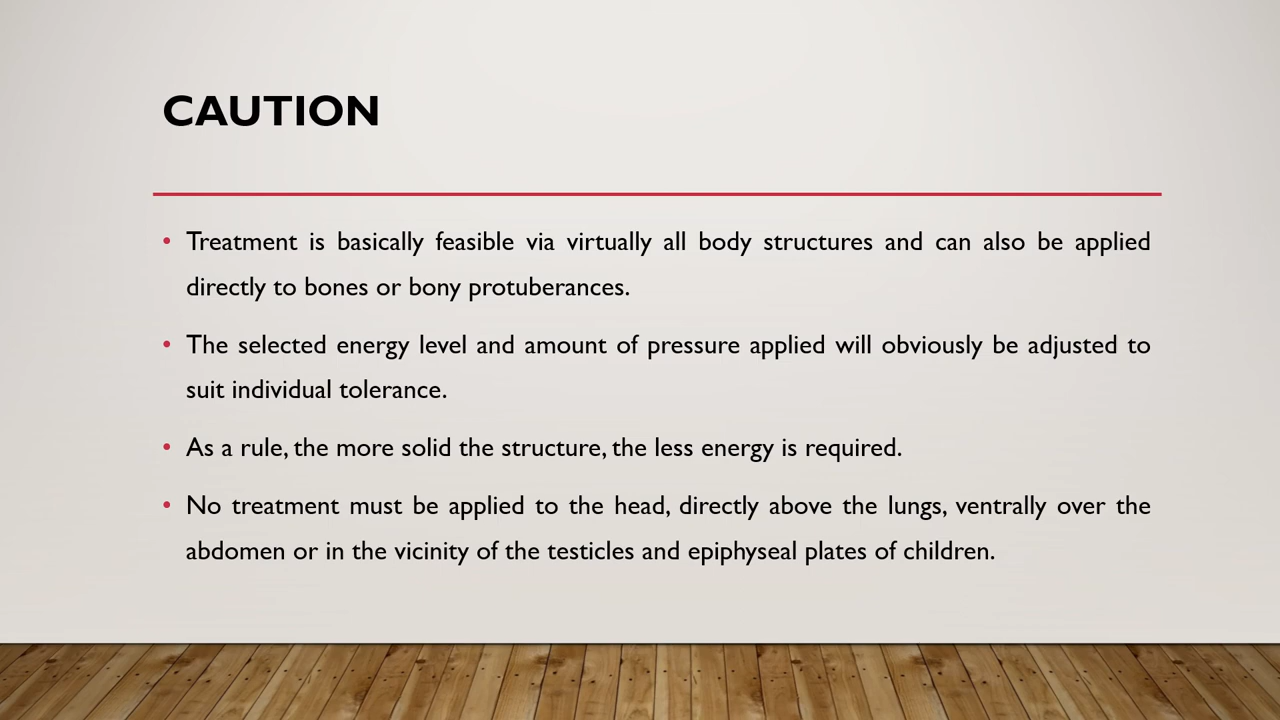 CAUTION
• Treatment is basically feasible via virtually all body structures and can also be applied
directly to bones or bony protuberances.
• The selected energy level and amount of pressure applied will obviously be adjusted to
suit individual tolerance.
• As a rule, the more solid the structure, the less energy is required.
• No treatment must be applied to the head, directly above the lungs, ventrally over the
abdomen or in the vicinity of the testicles and epiphyseal plates of children.